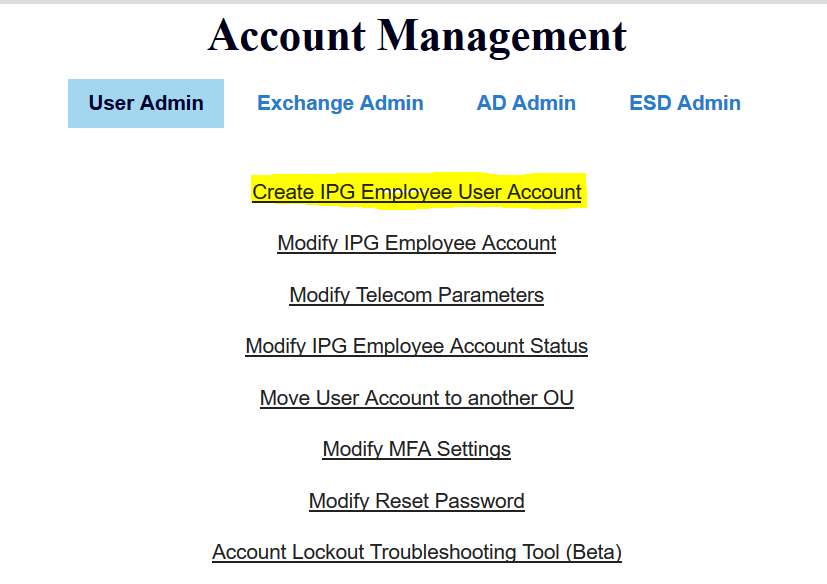 Account Management
User Admin Exchange Admin AD Admin ESD Admin
Create IPG Employee User Account
Modify IPG Employee Account
Modify Telecom Parameters
Modify IPG Employee Account Status
Move User Account to another OU
Modify MFA Settings
Modify Reset Password
Account Lockout Troubleshooting Tool (Beta)